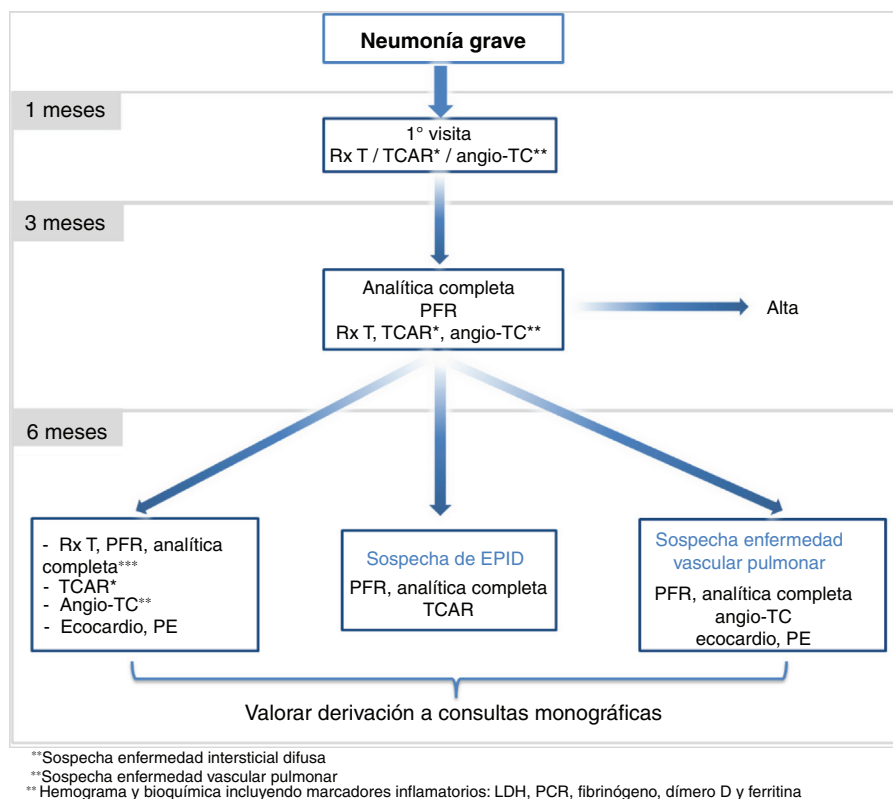 Neumonía grave
1 meses
1° visita
Rx T / TCAR* / angio-TC**
3 meses
Analítica completa
PFR
Rx T, TCAR*, angio-TC**
Alta
6 meses
- Rx T, PFR, analítica
completa***
- TCAR*
- Angio-TC**
- Ecocardio, PE
Sospecha de EPID
PFR, analítica completa
TCAR
Sospecha enfermedad
vascular pulmonar
PFR, analítica completa
angio-TC
ecocardio, PE
Valorar derivación a consultas monográficas
**Sospecha enfermedad intersticial difusa
**Sospecha enfermedad vascular pulmonar
** Hemograma y bioquímica incluyendo marcadores inflamatorios: LDH, PCR, fibrinógeno, dímero D y ferritina